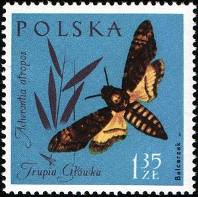 POLSKA
Acherontia atropos
Trupia Główka
1 35
ZŁ
Balcerzak